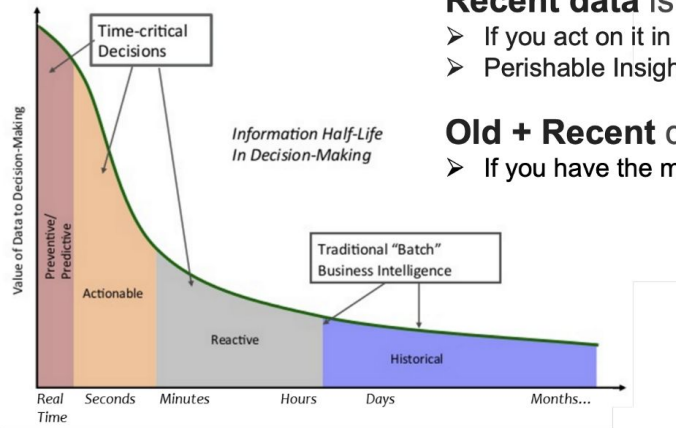 Recent data is
➤ If you act on it in
➤ Perishable Insigh
Old + Recent
➤ If you have the m
Time-critical
Decisions
Information Half-Life
In Decision-Making
Traditional “Batch”
Business Intelligence
Value of Data to Decision-Making
Preventive/
Predictive
Actionable
Reactive
Historical
Real
Time
Seconds
Minutes
Hours
Days
Months...